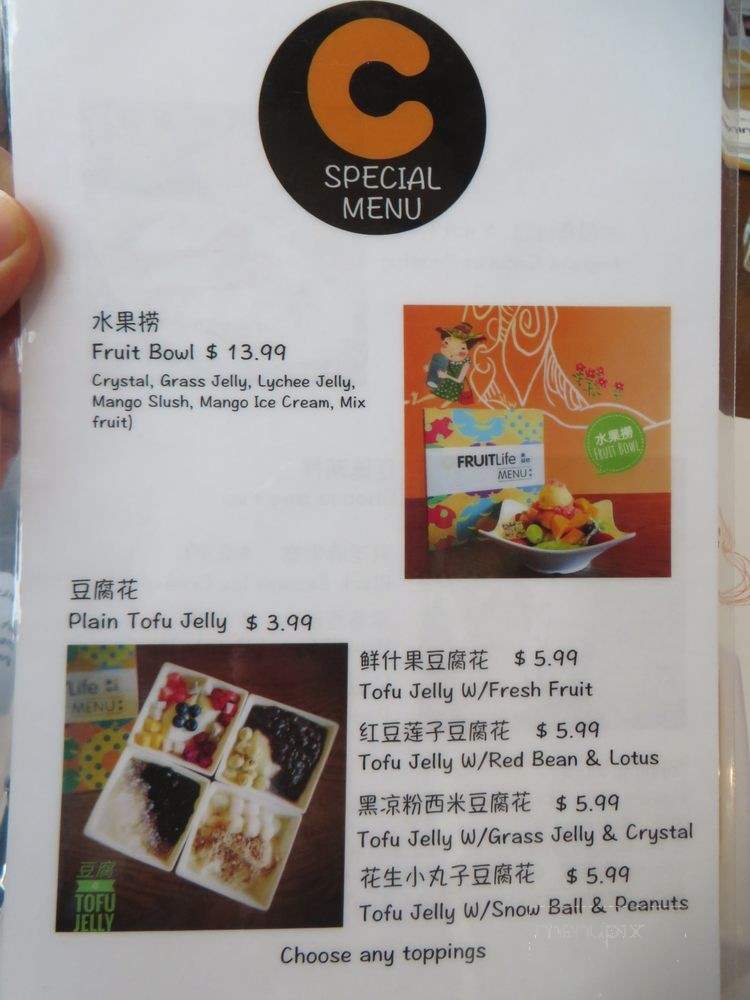 C
SPECIAL
MENU
水果捞
Fruit Bowl $ 13.99
Crystal, Grass Jelly, Lychee Jelly,
Mango Slush, Mango Ice Cream, Mix
fruit)
水果捞
FRUIT BOWL
FRUITLife
MENU:
豆腐花
Plain Tofu Jelly $ 3.99
Life
MENU:
豆腐
TOFU
JELLY
鲜什果豆腐花 $ 5.99
Tofu Jelly W/Fresh Fruit
红豆莲子豆腐花 $ 5.99
Tofu Jelly W/Red Bean & Lotus
黑凉粉西米豆腐花 $ 5.99
Tofu Jelly W/Grass Jelly & Crystal
花生小丸子豆腐花 $ 5.99
Tofu Jelly W/Snow Ball & Peanuts
menupix
Choose any toppings